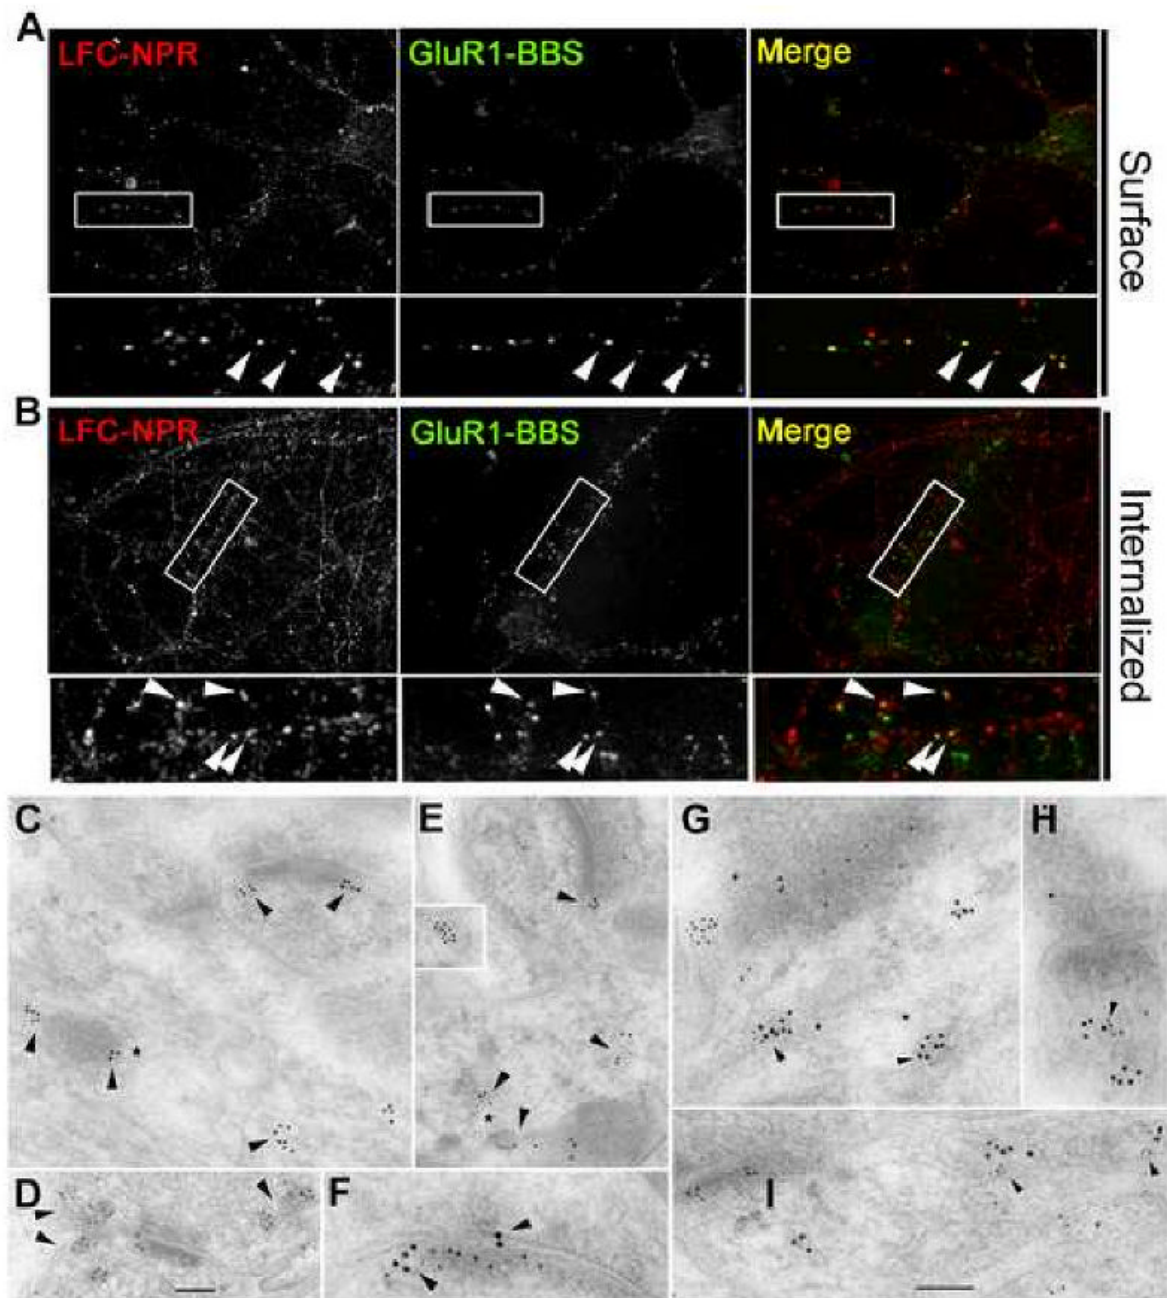 A
LFC-NPR GluR1-BBS Merge
Surface
B
LFC-NPR GluR1-BBS Merge
Internalized
C E G H
D F I